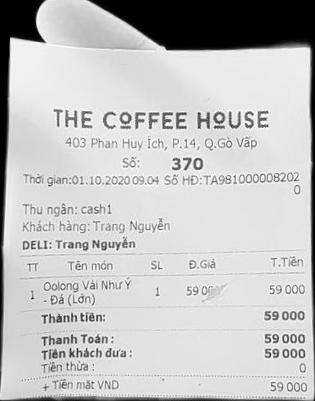 THE COFFEE HOUSE
403 Phan Huy Ích, P.14, Q.Gò Vấp
Số: 370
Thời gian:01.10.2020 09.04 Số HĐ:TA981000008202
0
Thu ngân: cash1
Khách hàng: Trang Nguyễn
DELI: Trang Nguyễn
TT Tên món SL Đ.Giá T.Tiền
1 Oolong Vải Như Ý
- Đá (Lớn) 1 59 000 59 000
Thành tiền: 59 000
Thanh Toán : 59 000
Tiền khách đưa : 59 000
Tiền thừa : 0
+ Tiền mặt VND 59 000